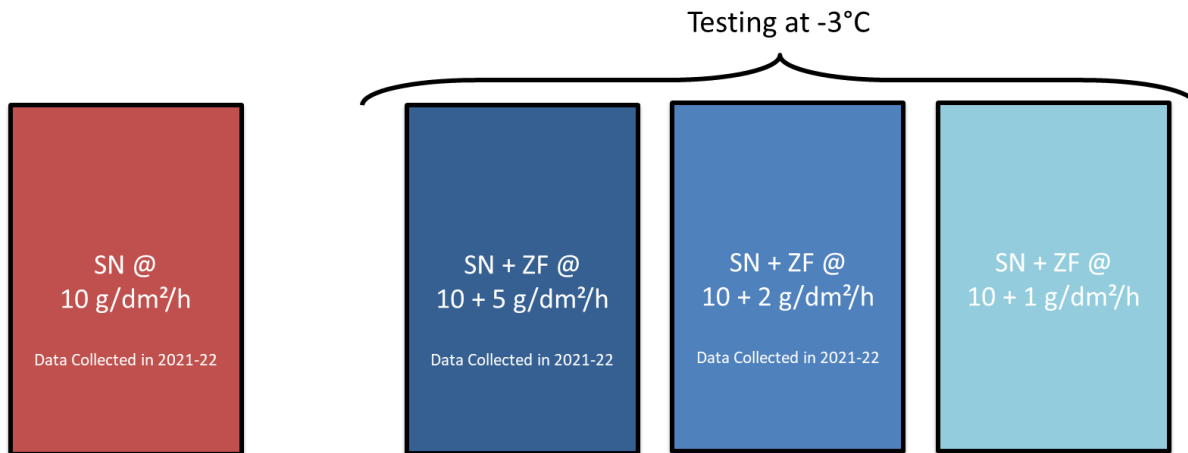 Testing at -3°C
SN @
10 g/dm²/h
Data Collected in 2021-22
SN + ZF @
10 + 5 g/dm²/h
Data Collected in 2021-22
SN + ZF @
10 + 2 g/dm²/h
Data Collected in 2021-22
SN + ZF @
10 + 1 g/dm²/h